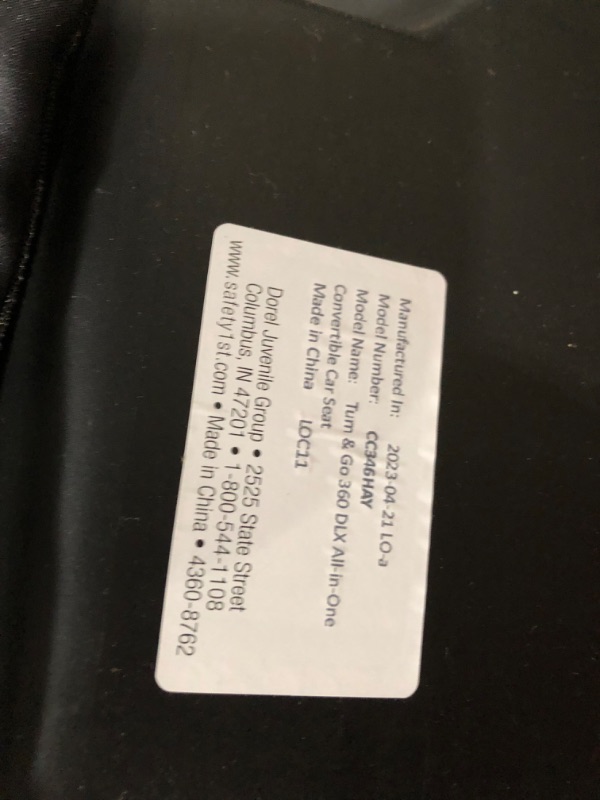 Manufactured In: 2023-04-21 LO-a
Model Number: CC346HAY
Model Name: Turn & Go 360 DLX All-in-One
Convertible Car Seat
Made in China LOC11
Dorel Juvenile Group • 2525 State Street
Columbus, IN 47201 • 1-800-544-1108
www.safety1st.com • Made in China • 4360-8762